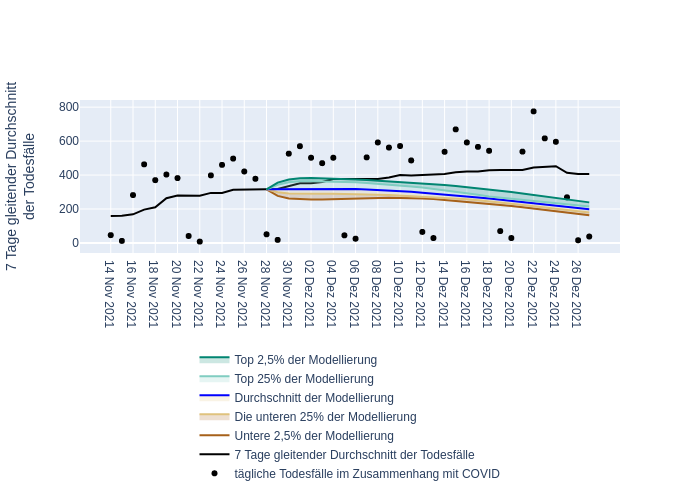 7 Tage gleitender Durchschnitt
der Todesfälle
800
600
400
200
0
14 Nov 2021
16 Nov 2021
18 Nov 2021
20 Nov 2021
22 Nov 2021
24 Nov 2021
26 Nov 2021
28 Nov 2021
30 Nov 2021
02 Dez 2021
04 Dez 2021
06 Dez 2021
08 Dez 2021
10 Dez 2021
12 Dez 2021
14 Dez 2021
16 Dez 2021
18 Dez 2021
20 Dez 2021
22 Dez 2021
24 Dez 2021
26 Dez 2021
Top 2,5% der Modellierung
Top 25% der Modellierung
Durchschnitt der Modellierung
Die unteren 25% der Modellierung
Untere 2,5% der Modellierung
7 Tage gleitender Durchschnitt der Todesfälle
tägliche Todesfälle im Zusammenhang mit COVID